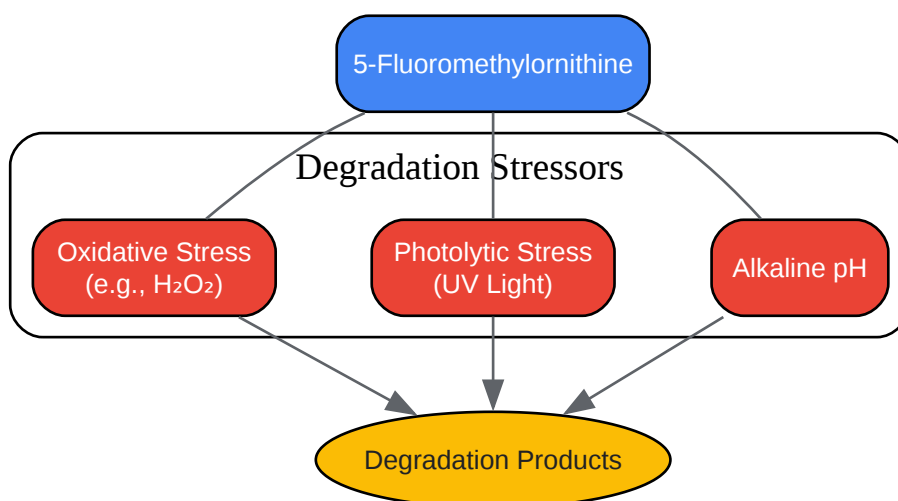 5-Fluoromethylornithine
Degradation Stressors
Oxidative Stress
(e.g., H₂O₂)
Photolytic Stress
(UV Light)
Alkaline pH
Degradation Products